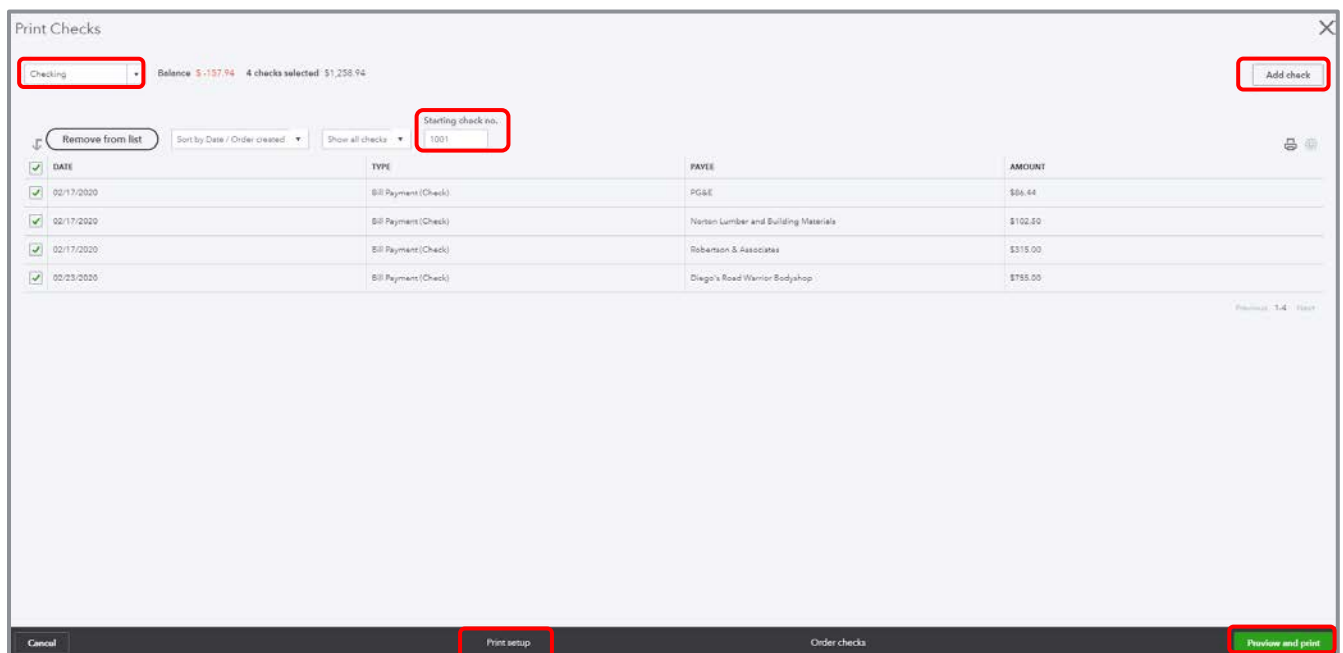 Print Checks
Checking Balance $ -157.94 4 checks selected $1,258.94 Add check
Starting check no.
Remove from list Sort by Date / Order created Show all checks 1001
DATE TYPE PAYEE AMOUNT
02/17/2020 Bill Payment (Check) PG&E $86.44
02/17/2020 Bill Payment (Check) Norton Lumber and Building Materials $102.50
02/17/2020 Bill Payment (Check) Robertson & Associates $315.00
02/23/2020 Bill Payment (Check) Diego's Road Warrior Bodyshop $755.00
Previous 1-4 Next
Cancel Print setup Order checks Preview and print